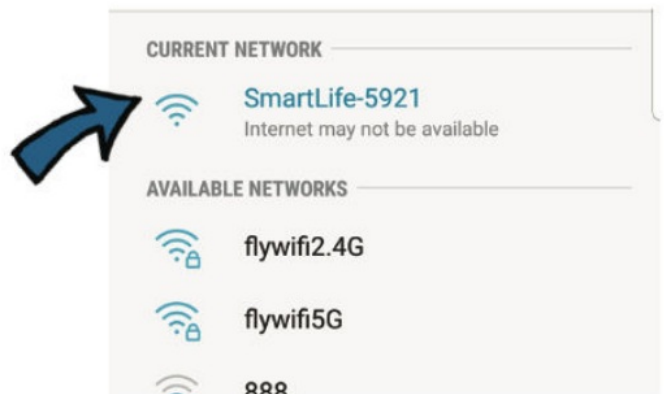 CURRENT NETWORK
SmartLife-5921
Internet may not be available
AVAILABLE NETWORKS
flywifi2.4G
flywifi5G
888